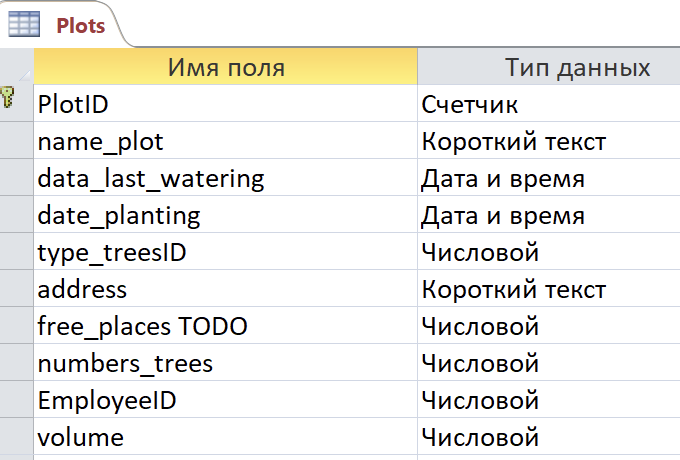 Plots
Имя поля Тип данных
PlotID Счетчик
name_plot Короткий текст
data_last_watering Дата и время
date_planting Дата и время
type_treesID Числовой
address Короткий текст
free_places TODO Числовой
numbers_trees Числовой
EmployeeID Числовой
volume Числовой